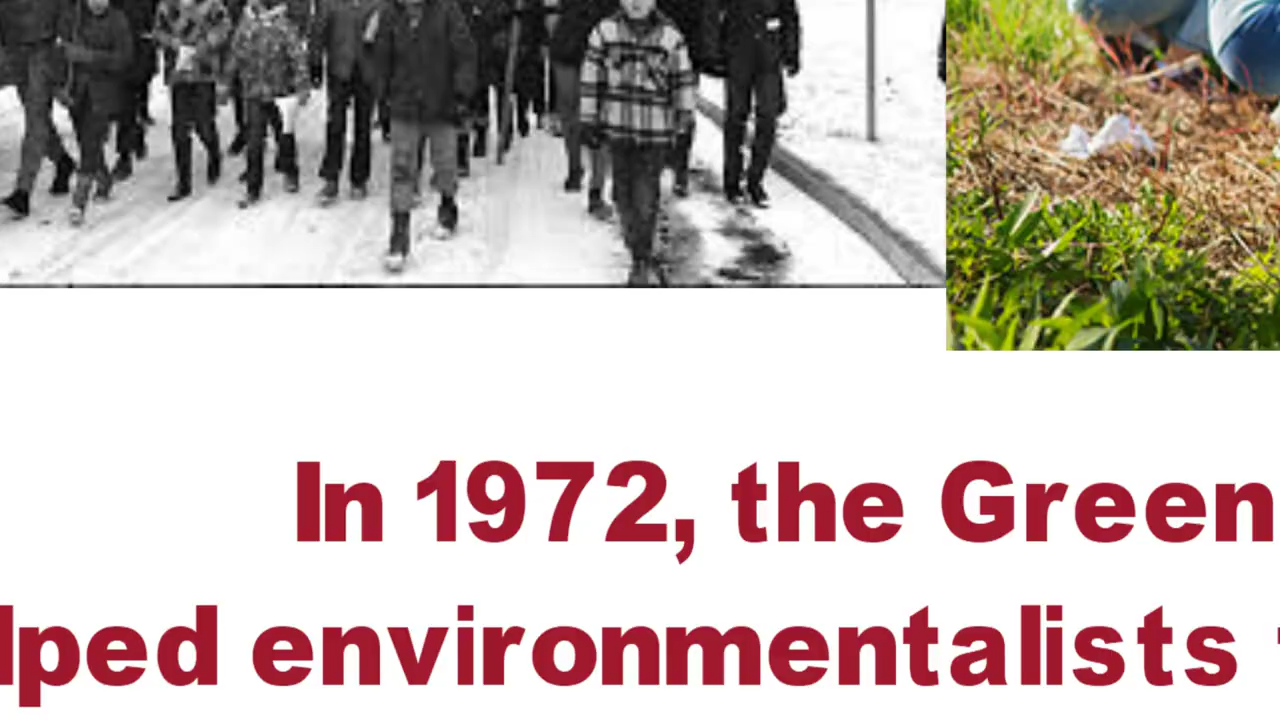 In 1972, the Green
lped environmentalists